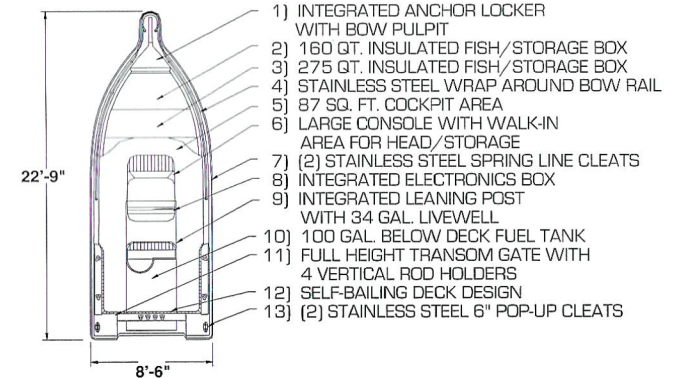 1) INTEGRATED ANCHOR LOCKER
WITH BOW PULPIT
2) 160 QT. INSULATED FISH/STORAGE BOX
3) 275 QT. INSULATED FISH/STORAGE BOX
4) STAINLESS STEEL WRAP AROUND BOW RAIL
5) 87 SQ. FT. COCKPIT AREA
6) LARGE CONSOLE WITH WALK-IN
AREA FOR HEAD/STORAGE
7) (2) STAINLESS STEEL SPRING LINE CLEATS
8) INTEGRATED ELECTRONICS BOX
9) INTEGRATED LEANING POST
WITH 34 GAL. LIVEWELL
10) 100 GAL. BELOW DECK FUEL TANK
11) FULL HEIGHT TRANSOM GATE WITH
4 VERTICAL ROD HOLDERS
12) SELF-BAILING DECK DESIGN
13) (2) STAINLESS STEEL 6" POP-UP CLEATS
22'-9"
8'-6"